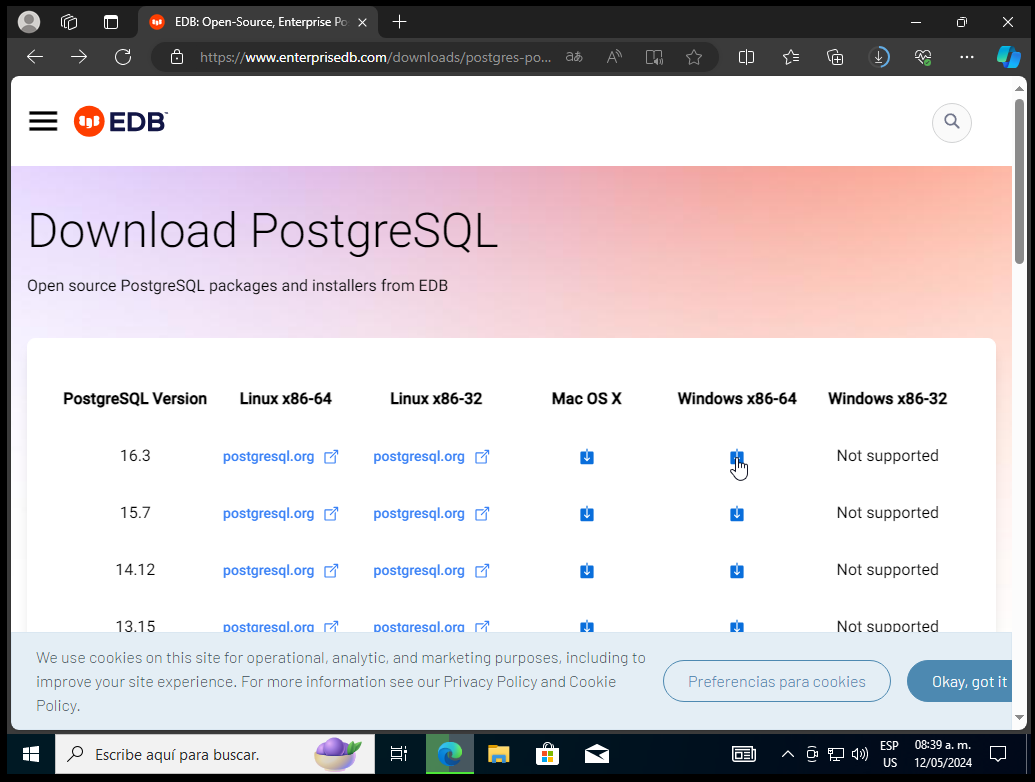 EDB: Open-Source, Enterprise Po
https://www.enterprisedb.com/downloads/postgres-po...
EDB
Download PostgreSQL
Open source PostgreSQL packages and installers from EDB
PostgreSQL Version Linux x86-64 Linux x86-32 Mac OS X Windows x86-64 Windows x86-32
16.3 postgresql.org postgresql.org Not supported
15.7 postgresql.org postgresql.org Not supported
14.12 postgresql.org postgresql.org Not supported
13.15 postgresql.org postgresql.org Not supported
We use cookies on this site for operational, analytic, and marketing purposes, including to
improve your site experience. For more information see our Privacy Policy and Cookie
Policy.
Preferencias para cookies
Okay, got it
Escribe aquí para buscar.
ESP
US
08:39 a. m.
12/05/2024